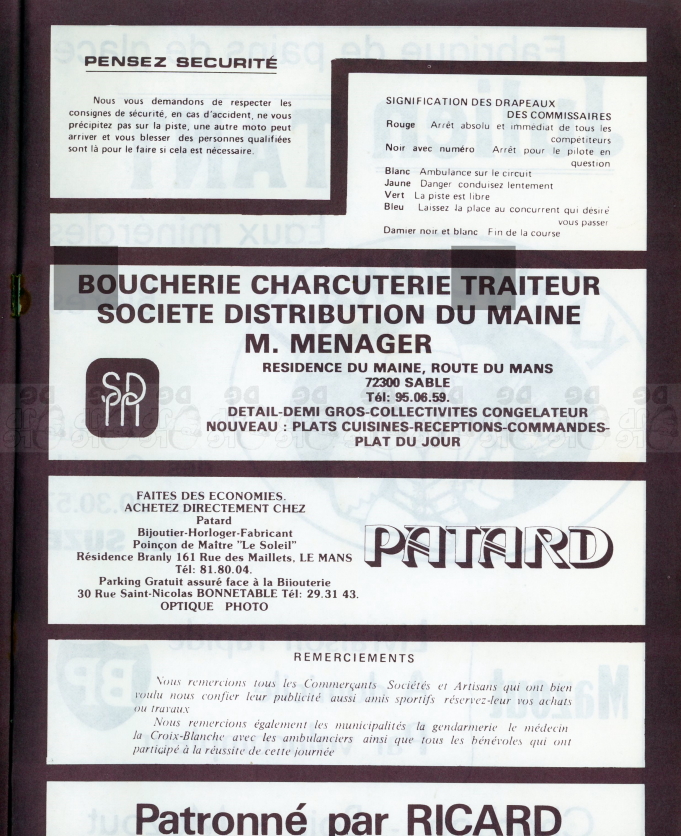 PENSEZ SECURITÉ
Nous vous demandons de respecter les
consignes de sécurité, en cas d'accident, ne vous
précipitez pas sur la piste, une autre moto peut
arriver et vous blesser des personnes qualifiées
sont là pour le faire si cela est nécessaire.
SIGNIFICATION DES DRAPEAUX
DES COMMISSAIRES
Rouge Arrêt absolu et immédiat de tous les
compétiteurs
Noir avec numéro Arrêt pour le pilote en
question
Blanc Ambulance sur le circuit
Jaune Danger conduisez lentement
Vert La piste est libre
Bleu Laissez la place au concurrent qui désire
vous passer
Damier noir et blanc Fin de la course
BOUCHERIE CHARCUTERIE TRAITEUR
SOCIETE DISTRIBUTION DU MAINE
M. MENAGER
RESIDENCE DU MAINE, ROUTE DU MANS
72300 SABLE
Tél: 95.06.59.
DETAIL-DEMI GROS-COLLECTIVITES CONGELATEUR
NOUVEAU : PLATS CUISINES-RECEPTIONS-COMMANDES-
PLAT DU JOUR
FAITES DES ECONOMIES.
ACHETEZ DIRECTEMENT CHEZ
Patard
Bijoutier-Horloger-Fabricant
Poinçon de Maître "Le Soleil"
Résidence Branly 161 Rue des Maillets, LE MANS
Tél: 81.80.04.
Parking Gratuit assuré face à la Bijouterie
30 Rue Saint-Nicolas BONNETABLE Tél: 29.31 43.
OPTIQUE PHOTO
PATARD
REMERCIEMENTS
Nous remercions tous les Commerçants Sociétés et Artisans qui ont bien
voulu nous confier leur publicité aussi amis sportifs réservez-leur vos achats
ou travaux
Nous remercions également les municipalités la gendarmerie le médecin
la Croix-Blanche avec les ambulanciers ainsi que tous les bénévoles qui ont
participé à la réussite de cette journée
Patronné par RICARD